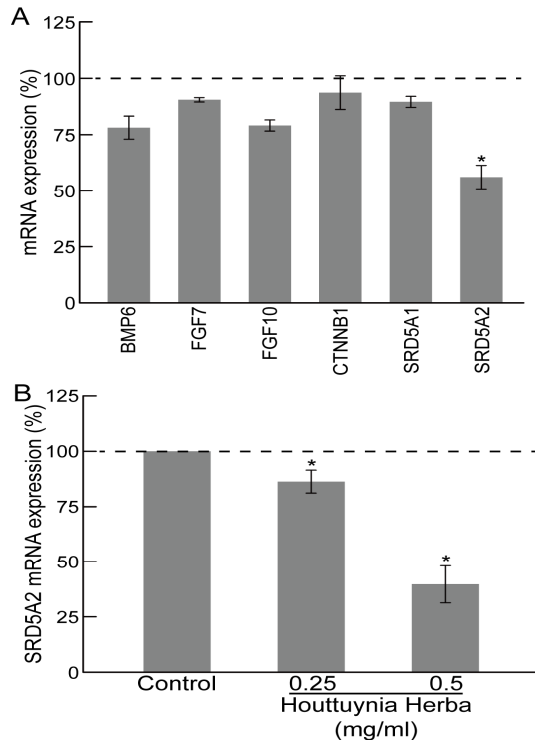 A
mRNA expression (%)
125
100
75
50
25
0
BMP6
FGF7
FGF10
CTNNB1
SRD5A1
SRD5A2
*
B
SRD5A2 mRNA expression (%)
125
100
75
50
25
0
*
*
Control
0.25
0.5
Houttuynia Herba
(mg/ml)